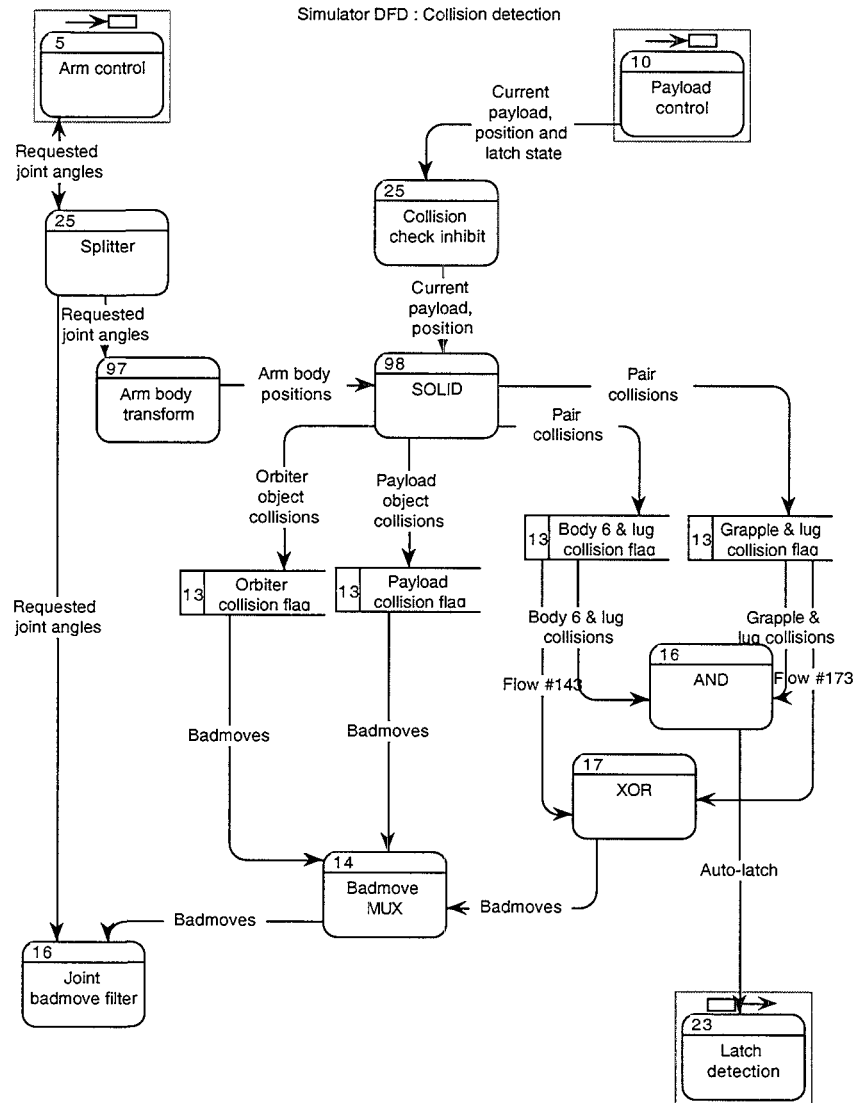 Simulator DFD : Collision detection
5
Arm control
10
Payload
control
Current
payload,
position and
latch state
Requested
joint angles
25
Splitter
25
Collision
check inhibit
Requested
joint angles
Current
payload,
position
97
Arm body
transform
Arm body
positions
98
SOLID
Pair
collisions
Pair
collisions
Orbiter
object
collisions
Payload
object
collisions
13
Body 6 & lug
collision flag
13
Grapple & lug
collision flag
13
Orbiter
collision flag
13
Payload
collision flag
Requested
joint angles
Body 6 & lug
collisions
Grapple &
lug collisions
16
AND
Flow #143
Flow #173
Badmoves
Badmoves
17
XOR
14
Badmove
MUX
Auto-latch
Badmoves
Badmoves
16
Joint
badmove filter
23
Latch
detection